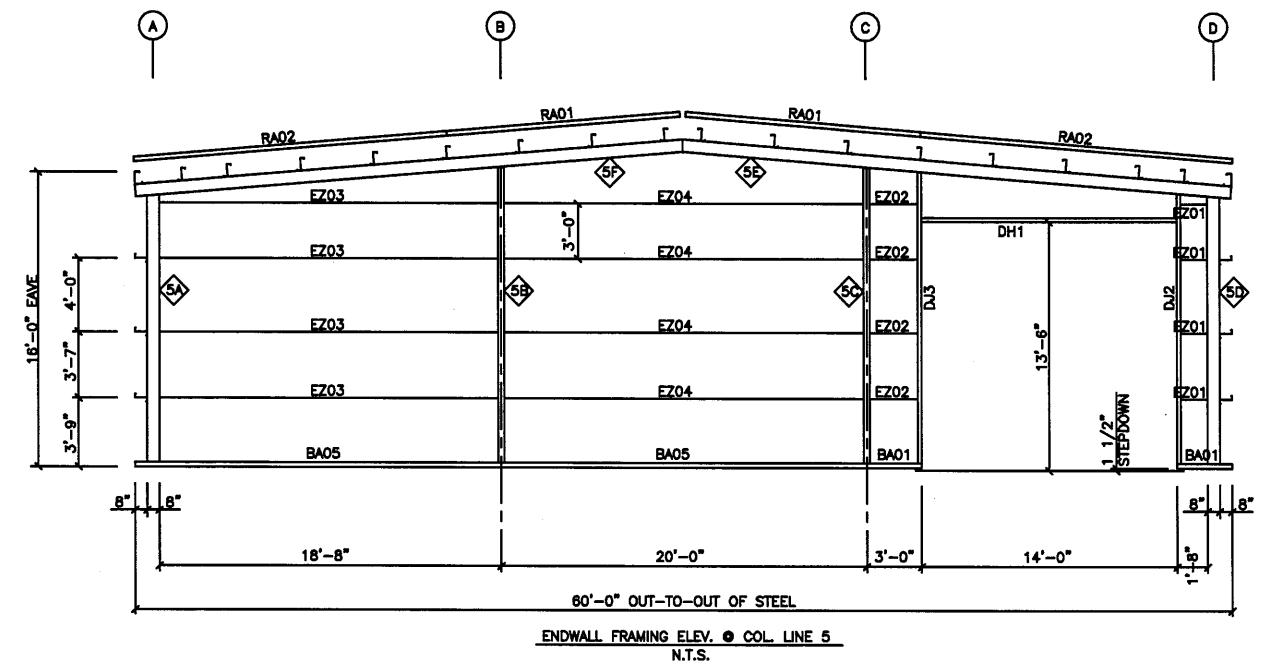 A B C D
RA02 RA01 RA01 RA02
5F 5E
EZ03 EZ04 EZ02 EZ01
3'-0"
DH1
EZ03 EZ04 EZ02 EZ01
16'-0" EAVE
4'-0"
5A 5B 5C DJ3 DJ2 5D
EZ03 EZ04 EZ02 EZ01
13'-6"
3'-7"
EZ03 EZ04 EZ02 EZ01
3'-9"
1 1/2"
STEPDOWN
BA05 BA05 BA01 BA01
8" 8" 8" 8"
18'-8" 20'-0" 3'-0" 14'-0" 1'-8"
60'-0" OUT-TO-OUT OF STEEL
ENDWALL FRAMING ELEV. @ COL. LINE 5
N.T.S.